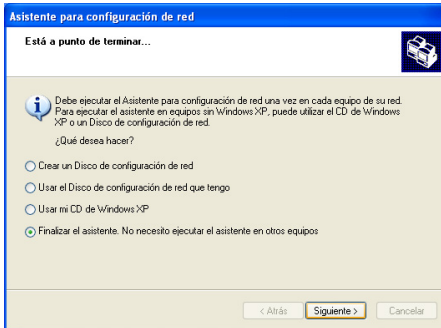 Asistente para configuración de red
Está a punto de terminar...
Debe ejecutar el Asistente para configuración de red una vez en cada equipo de su red.
Para ejecutar el asistente en equipos sin Windows XP, puede utilizar el CD de Windows
XP o un Disco de configuración de red.
¿Qué desea hacer?
Crear un Disco de configuración de red
Usar el Disco de configuración de red que tengo
Usar mi CD de Windows XP
Finalizar el asistente. No necesito ejecutar el asistente en otros equipos
< Atrás Siguiente > Cancelar